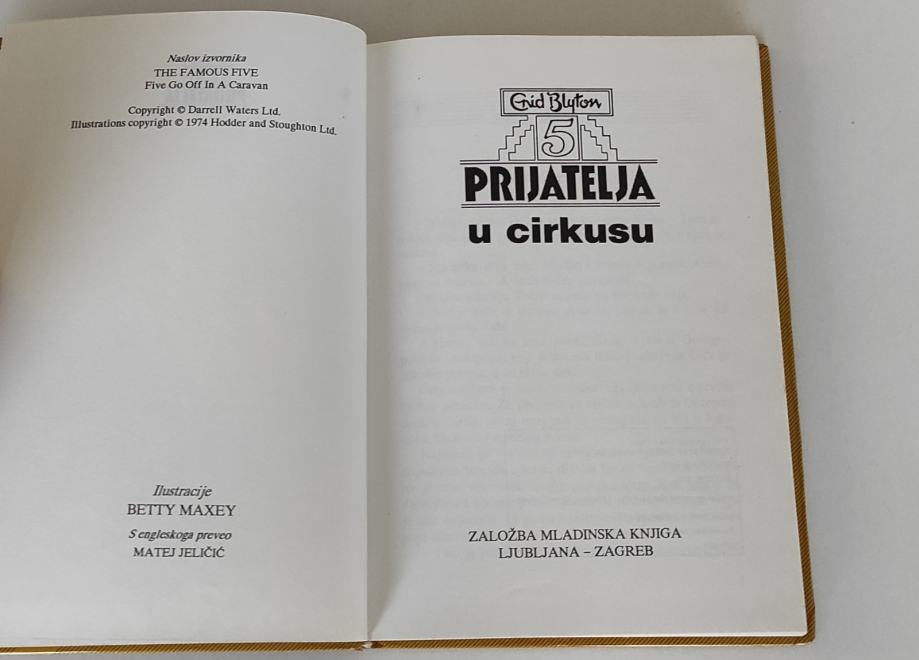 Naslov izvornika
THE FAMOUS FIVE
Five Go Off In A Caravan
Copyright © Darrell Waters Ltd.
Illustrations copyright © 1974 Hodder and Stoughton Ltd.
Ilustracije
BETTY MAXEY
S engleskoga preveo
MATEJ JELIČIĆ
Enid Blyton
5
PRIJATELJA
u cirkusu
ZALOŽBA MLADINSKA KNJIGA
LJUBLJANA – ZAGREB